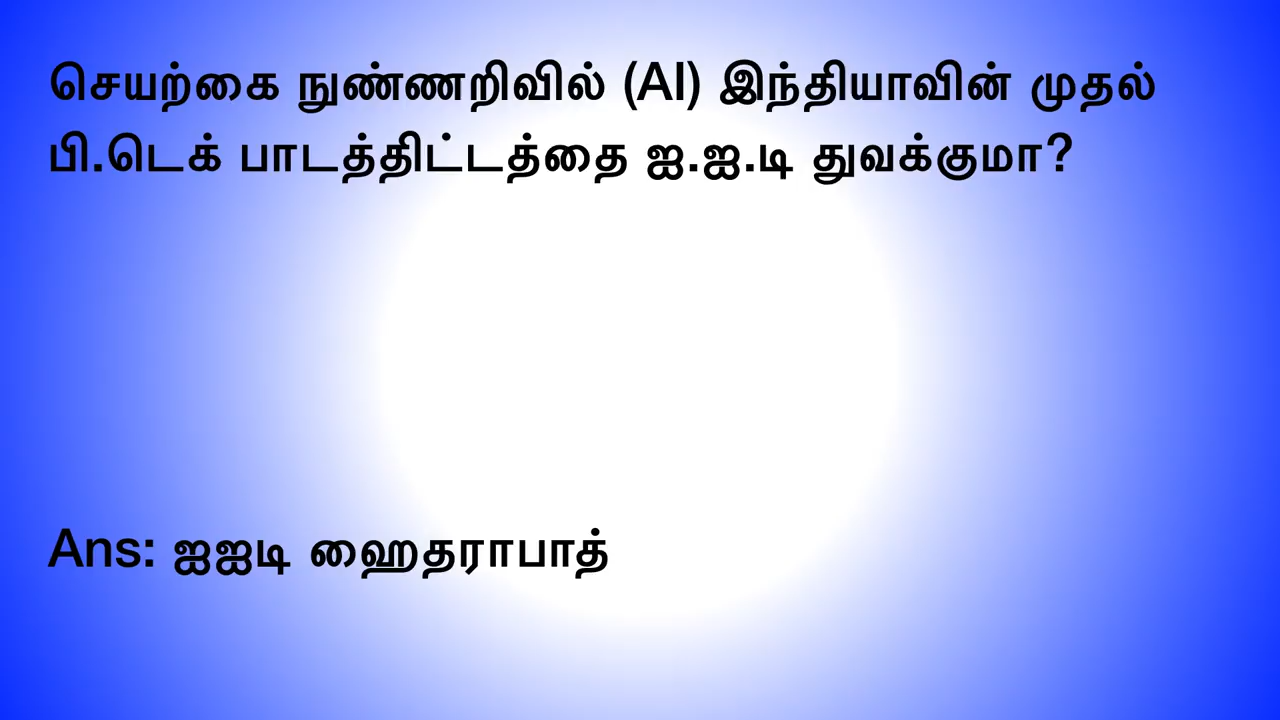 செயற்கை நுண்ணறிவில் (AI) இந்தியாவின் முதல்
பி.டெக் பாடத்திட்டத்தை ஐ.ஐ.டி துவக்குமா?
Ans: ஐஐடி ஹைதராபாத்